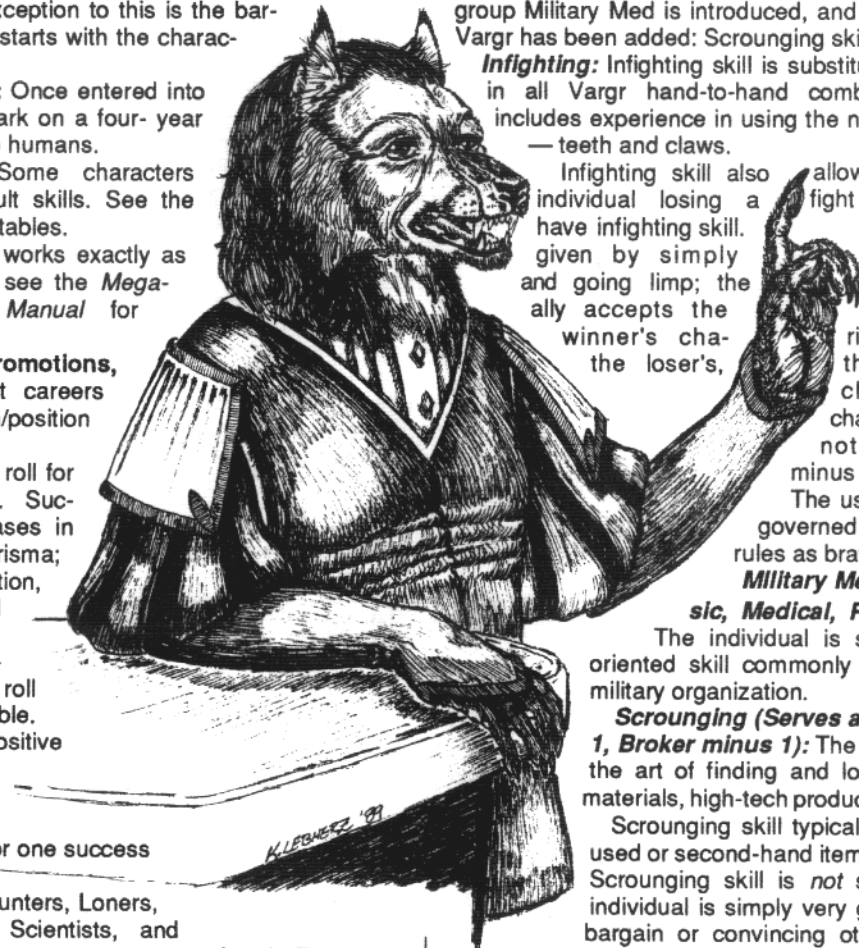 ception to this is the bar-
starts with the charac-
: Once entered into
ark on a four- year
humans.
Some characters
ult skills. See the
tables.
works exactly as
see the Mega-
Manual for
romotions,
t careers
/position
roll for
. Suc-
ases in
risma;
tion,
roll
ble.
ositive
or one success
unters, Loners,
Scientists, and
group Military Med is introduced, and
Vargr has been added: Scrounging ski
Infighting: Infighting skill is substitu
in all Vargr hand-to-hand comb
includes experience in using the n
— teeth and claws.
Infighting skill also allow
individual losing a fight
have infighting skill.
given by simply
and going limp; the
ally accepts the
winner's cha- ri
the loser's, th
c
cha
not
minus
The us
governed
rules as bra
Military Me
sic, Medical, P
The individual is s
oriented skill commonly
military organization.
Scrounging (Serves a
1, Broker minus 1): The
the art of finding and lo
materials, high-tech produc
Scrounging skill typical
used or second-hand item
Scrounging skill is not s
individual is simply very g
bargain or convincing ot
KLEBHERZ '89